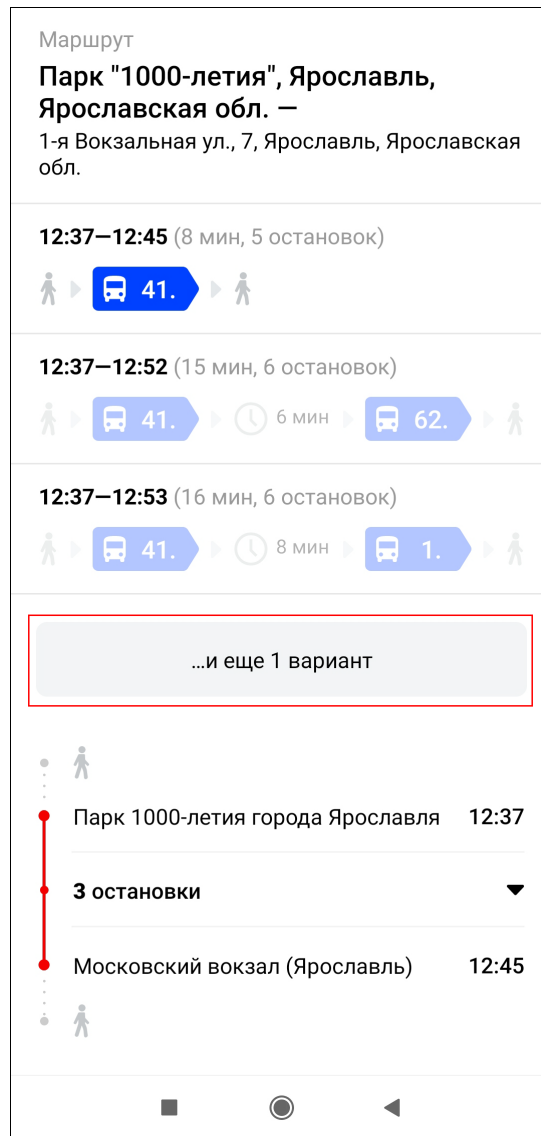 Маршрут
Парк "1000-летия", Ярославль,
Ярославская обл. —
1-я Вокзальная ул., 7, Ярославль, Ярославская
обл.
12:37—12:45 (8 мин, 5 остановок)
41.
12:37—12:52 (15 мин, 6 остановок)
41. 6 мин 62.
12:37—12:53 (16 мин, 6 остановок)
41. 8 мин 1.
...и еще 1 вариант
Парк 1000-летия города Ярославля 12:37
3 остановки
Московский вокзал (Ярославль) 12:45